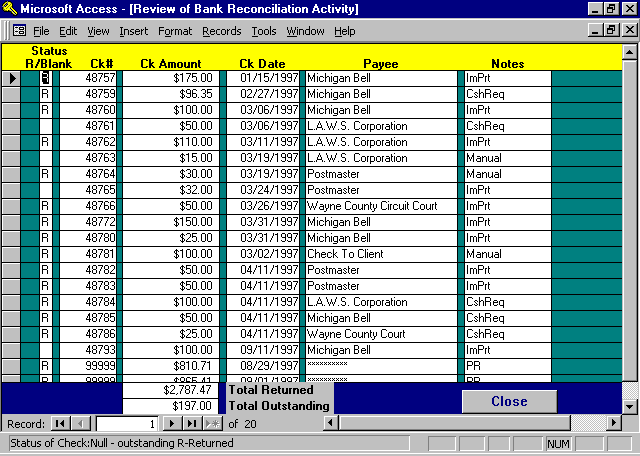 Microsoft Access - [Review of Bank Reconciliation Activity]
File Edit View Insert Format Records Tools Window Help
Status
R/Blank Ck# Ck Amount Ck Date Payee Notes
R 48757 $175.00 01/15/1997 Michigan Bell ImPrt
R 48759 $96.35 02/27/1997 Michigan Bell CshReq
R 48760 $100.00 03/06/1997 Michigan Bell ImPrt
48761 $50.00 03/06/1997 L.A.W.S. Corporation CshReq
R 48762 $110.00 03/11/1997 L.A.W.S. Corporation ImPrt
48763 $15.00 03/19/1997 L.A.W.S. Corporation Manual
R 48764 $30.00 03/19/1997 Postmaster Manual
48765 $32.00 03/24/1997 Postmaster ImPrt
R 48766 $50.00 03/26/1997 Wayne County Circuit Court ImPrt
R 48772 $150.00 03/31/1997 Michigan Bell ImPrt
R 48780 $25.00 03/31/1997 Michigan Bell ImPrt
R 48781 $100.00 03/02/1997 Check To Client Manual
R 48782 $50.00 04/11/1997 Postmaster ImPrt
R 48783 $50.00 04/11/1997 Postmaster ImPrt
R 48784 $100.00 04/11/1997 L.A.W.S. Corporation CshReq
R 48785 $50.00 04/11/1997 Michigan Bell CshReq
R 48786 $25.00 04/11/1997 Wayne County Court CshReq
48793 $100.00 09/11/1997 Michigan Bell ImPrt
R 99999 $810.71 08/29/1997 ********** PR
R 99999 $965.41 09/01/1997 ********** PR
$2,787.47 Total Returned
$197.00 Total Outstanding
Close
Record: 1 of 20
Status of Check:Null - outstanding R-Returned NUM